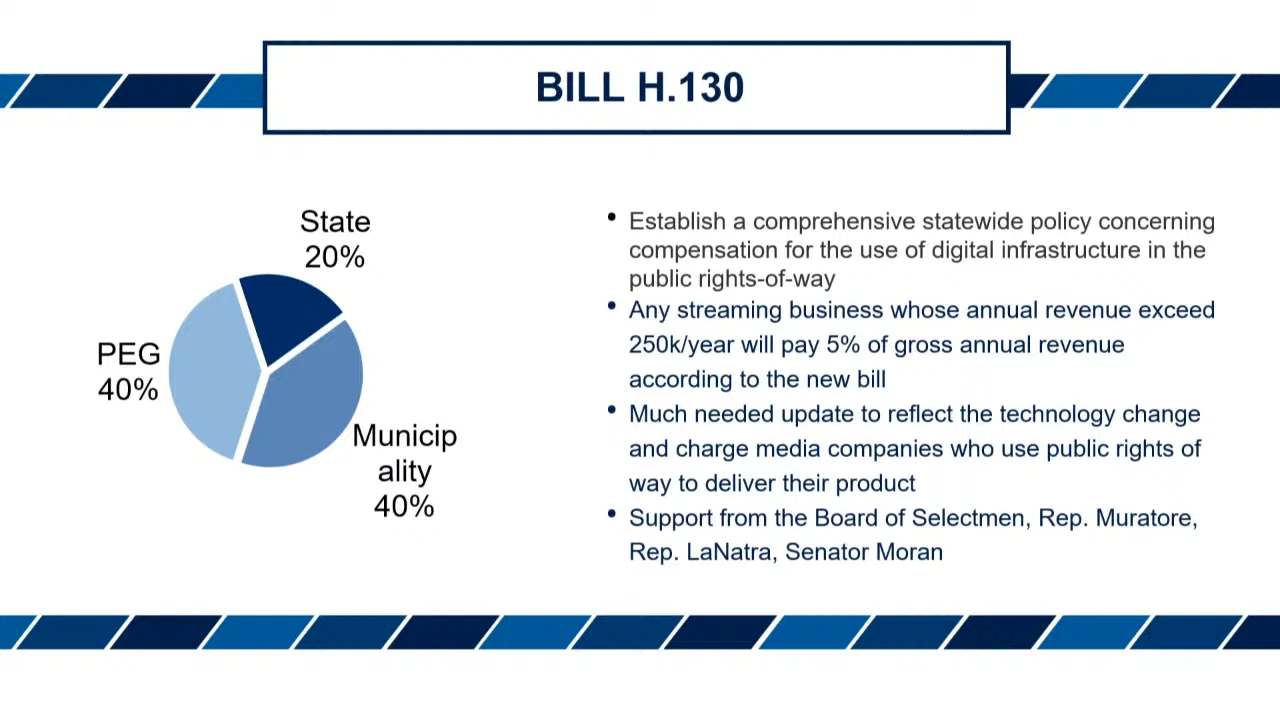 BILL H.130
State
20%
PEG
40%
Municip
ality
40%
• Establish a comprehensive statewide policy concerning
compensation for the use of digital infrastructure in the
public rights-of-way
• Any streaming business whose annual revenue exceed
250k/year will pay 5% of gross annual revenue
according to the new bill
• Much needed update to reflect the technology change
and charge media companies who use public rights of
way to deliver their product
• Support from the Board of Selectmen, Rep. Muratore,
Rep. LaNatra, Senator Moran